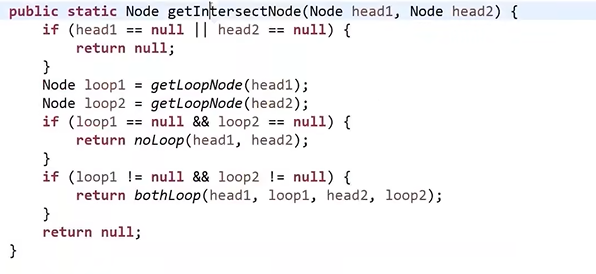 public static Node getIntersectNode(Node head1, Node head2) {
    if (head1 == null || head2 == null) {
        return null;
    }
    Node loop1 = getLoopNode(head1);
    Node loop2 = getLoopNode(head2);
    if (loop1 == null && loop2 == null) {
        return noLoop(head1, head2);
    }
    if (loop1 != null && loop2 != null) {
        return bothLoop(head1, loop1, head2, loop2);
    }
    return null;
}